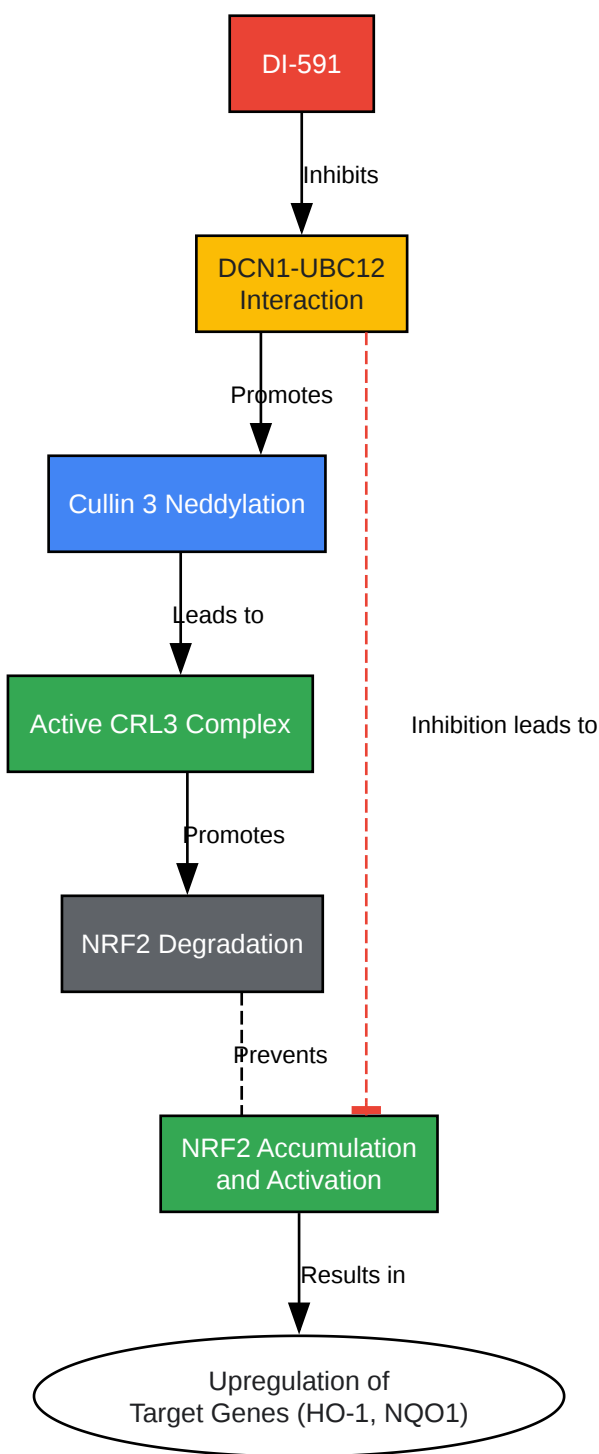 DI-591
Inhibits
DCN1-UBC12
Interaction
Promotes
Cullin 3 Neddylation
Leads to
Active CRL3 Complex
Inhibition leads to
Promotes
NRF2 Degradation
Prevents
NRF2 Accumulation
and Activation
Results in
Upregulation of
Target Genes (HO-1, NQO1)